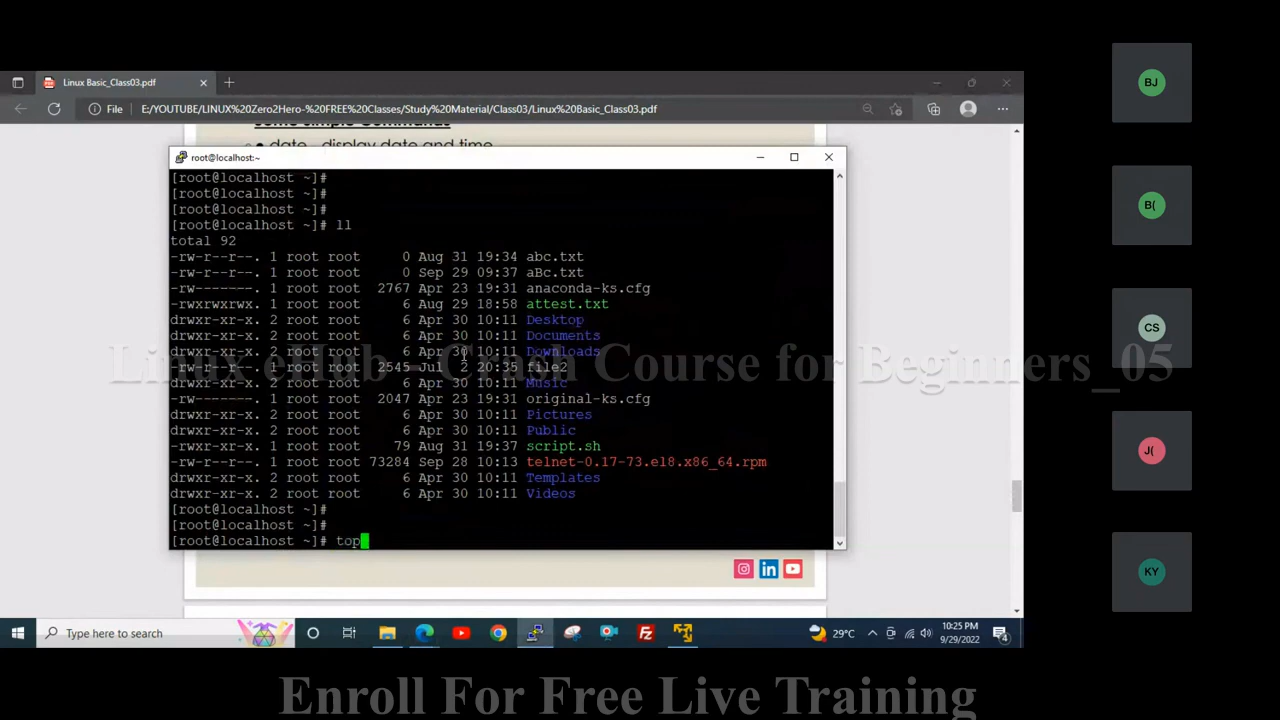 Linux Basic_Class03.pdf
File E:/YOUTUBE/LINUX%20Zero2Hero-%20FREE%20Classes/Study%20Material/Class03/Linux%20Basic_Class03.pdf
Some simple Commands
• date - display date and time
root@localhost:~
[root@localhost ~]#
[root@localhost ~]#
[root@localhost ~]#
[root@localhost ~]# ll
total 92
-rw-r--r--. 1 root root 0 Aug 31 19:34 abc.txt
-rw-r--r--. 1 root root 0 Sep 29 09:37 aBc.txt
-rw-------. 1 root root 2767 Apr 23 19:31 anaconda-ks.cfg
-rwxrwxrwx. 1 root root 6 Aug 29 18:58 attest.txt
drwxr-xr-x. 2 root root 6 Apr 30 10:11 Desktop
drwxr-xr-x. 2 root root 6 Apr 30 10:11 Documents
drwxr-xr-x. 2 root root 6 Apr 30 10:11 Downloads
-rw-r--r--. 1 root root 2545 Jul 2 20:35 file2
drwxr-xr-x. 2 root root 6 Apr 30 10:11 Music
-rw-------. 1 root root 2047 Apr 23 19:31 original-ks.cfg
drwxr-xr-x. 2 root root 6 Apr 30 10:11 Pictures
drwxr-xr-x. 2 root root 6 Apr 30 10:11 Public
-rwxr-xr-x. 1 root root 79 Aug 31 19:37 script.sh
-rw-r--r--. 1 root root 73284 Sep 28 10:13 telnet-0.17-73.el8.x86_64.rpm
drwxr-xr-x. 2 root root 6 Apr 30 10:11 Templates
drwxr-xr-x. 2 root root 6 Apr 30 10:11 Videos
[root@localhost ~]#
[root@localhost ~]#
[root@localhost ~]# top
Linux eHub - Crash Course for Beginners_05
BJ
B(
CS
J(
KY
Type here to search
29°C
10:25 PM
9/29/2022
4
Enroll For Free Live Training